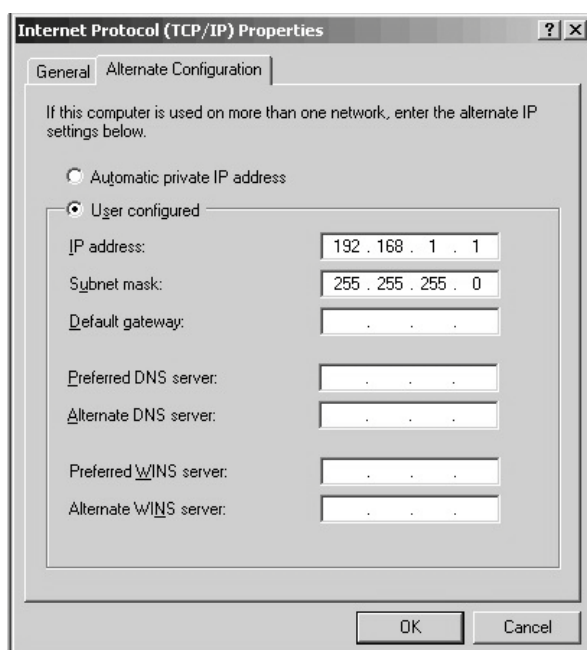 Internet Protocol (TCP/IP) Properties
General
Alternate Configuration
If this computer is used on more than one network, enter the alternate IP
settings below.
Automatic private IP address
User configured
IP address: 192 . 168 . 1 . 1
Subnet mask: 255 . 255 . 255 . 0
Default gateway: . . .
Preferred DNS server: . . .
Alternate DNS server: . . .
Preferred WINS server: . . .
Alternate WINS server: . . .
OK Cancel